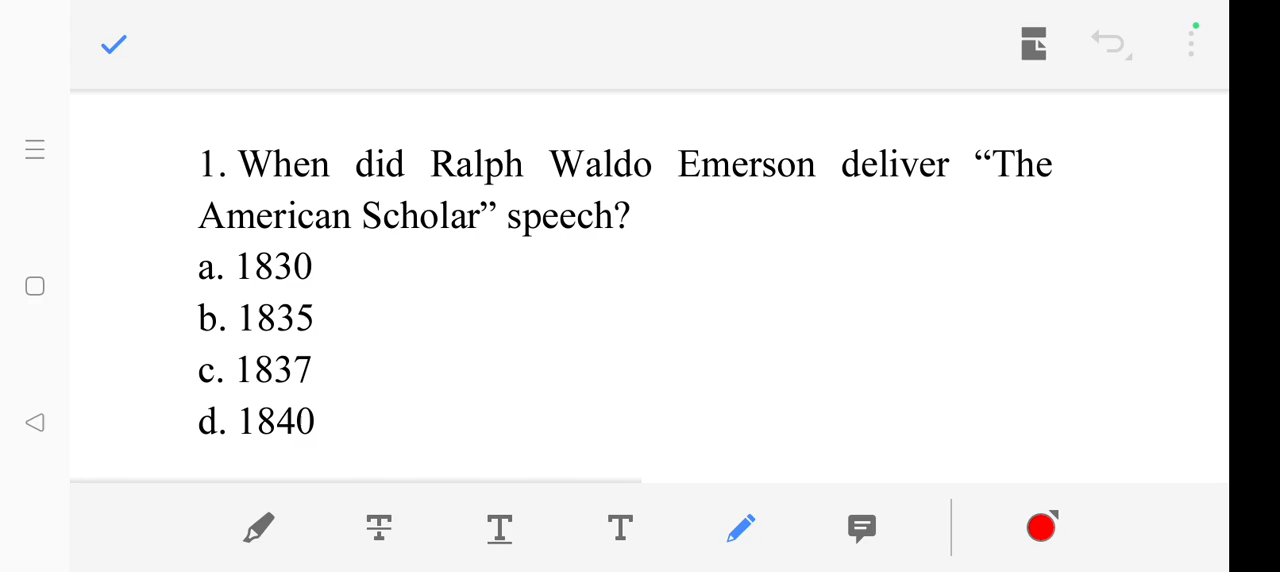 1. When did Ralph Waldo Emerson deliver “The
American Scholar” speech?
a. 1830
b. 1835
c. 1837
d. 1840